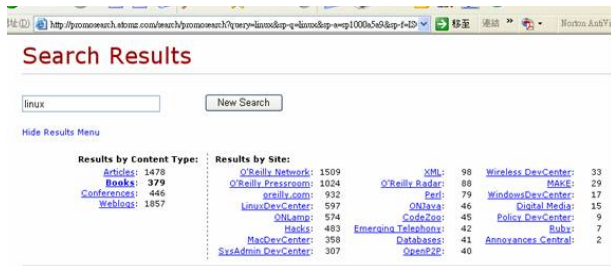 址(D) http://promosearch.atomz.com/search/promosearch?query=linux&sp-q=linux&sp-a=sp1000a5a9&sp-f=IS 移至 連結 » Norton AntiVi
Search Results
linux New Search
Hide Results Menu
Results by Content Type: Results by Site:
Articles: 1478 O'Reilly Network: 1509 XML: 98 Wireless DevCenter: 33
Books: 379 O'Reilly Pressroom: 1024 O'Reilly Radar: 88 MAKE: 29
Conferences: 446 oreilly.com: 932 Perl: 79 WindowsDevCenter: 17
Weblogs: 1857 LinuxDevCenter: 597 ONJava: 46 Digital Media: 15
ONLamp: 574 CodeZoo: 45 Policy DevCenter: 9
Hacks: 483 Emerging Telephony: 42 Ruby: 7
MacDevCenter: 358 Databases: 41 Annoyances Central: 2
SysAdmin DevCenter: 307 OpenP2P: 40